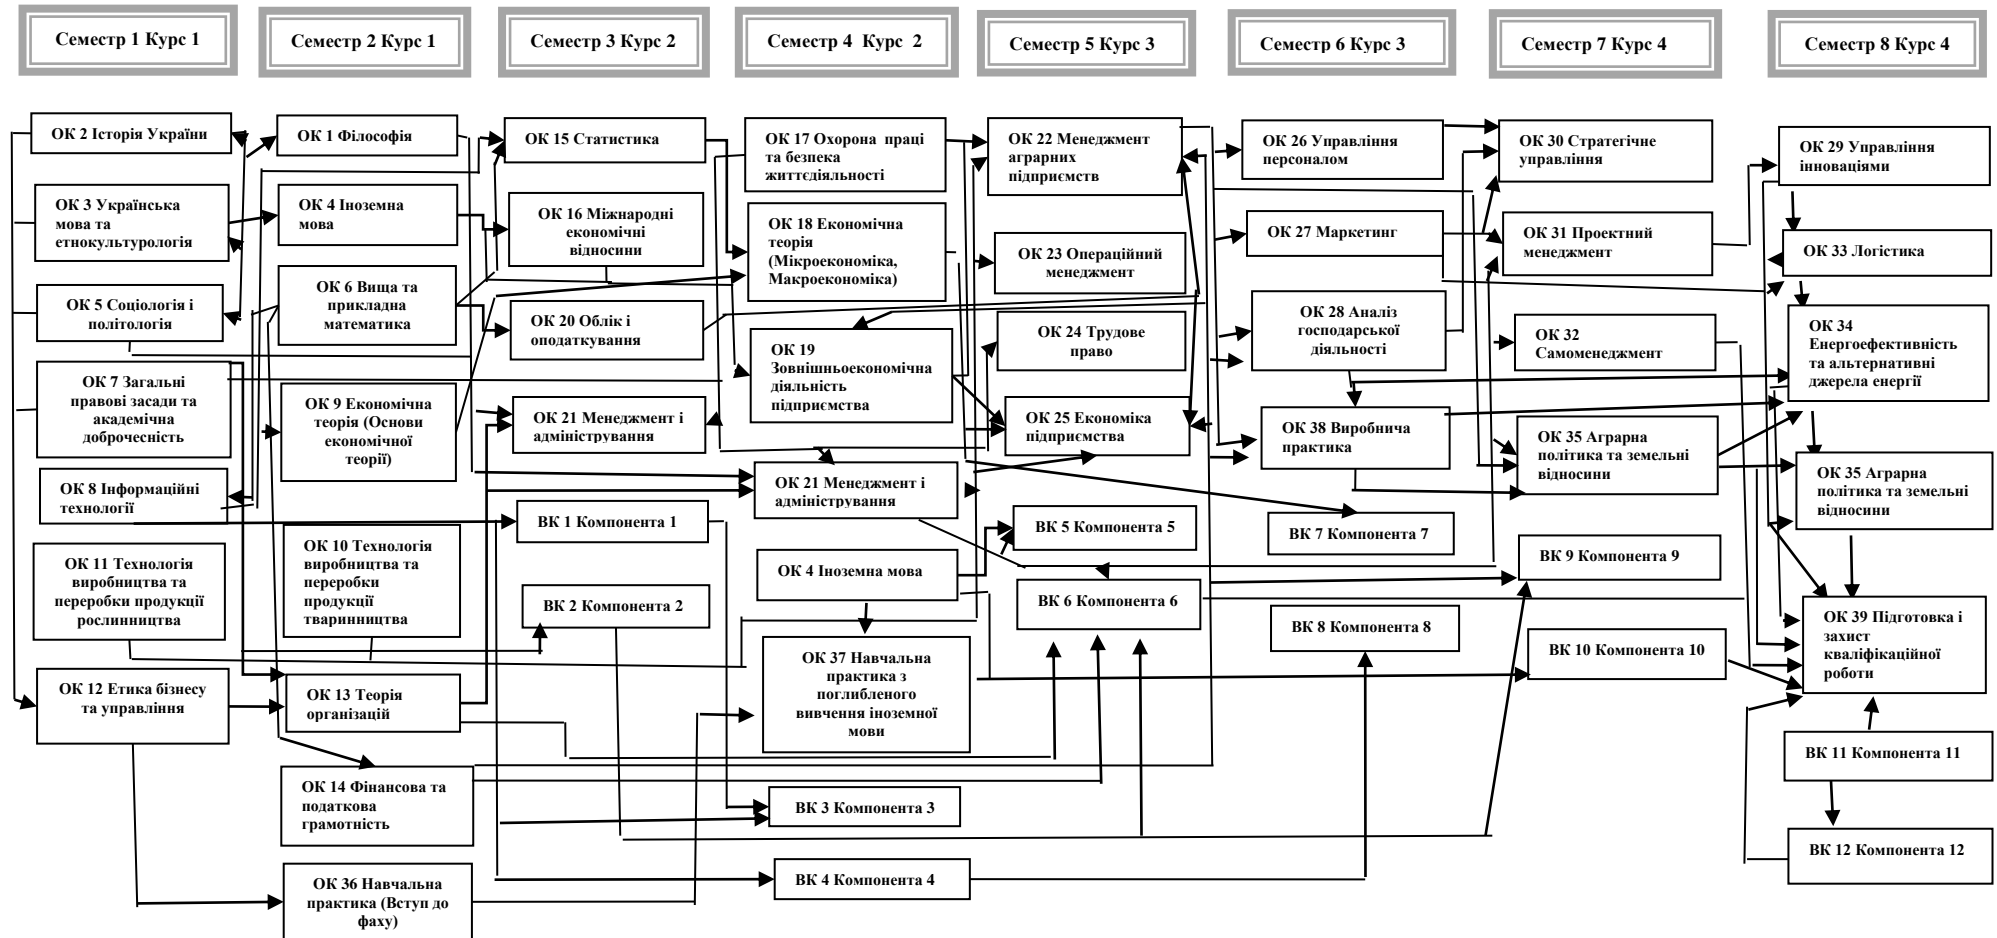 Семестр 1 Курс 1
Семестр 2 Курс 1
Семестр 3 Курс 2
Семестр 4 Курс 2
Семестр 5 Курс 3
Семестр 6 Курс 3
Семестр 7 Курс 4
Семестр 8 Курс 4
ОК 2 Історія України
ОК 3 Українська
мова та
етнокультурологія
ОК 5 Соціологія і
політологія
ОК 7 Загальні
правові засади та
академічна
доброчесність
ОК 8 Інформаційні
технології
ОК 11 Технологія
виробництва та
переробки продукції
рослинництва
ОК 12 Етика бізнесу
та управління
ОК 1 Філософія
ОК 4 Іноземна
мова
ОК 6 Вища та
прикладна
математика
ОК 9 Економічна
теорія (Основи
економічної
теорії)
ОК 10 Технологія
виробництва та
переробки
продукції
тваринництва
ОК 13 Теорія
організацій
ОК 14 Фінансова та
податкова
грамотність
ОК 36 Навчальна
практика (Вступ до
фаху)
ОК 15 Статистика
ОК 16 Міжнародні
економічні
відносини
ОК 20 Облік і
оподаткування
ОК 21 Менеджмент і
адміністрування
ВК 1 Компонента 1
ВК 2 Компонента 2
ОК 17 Охорона праці
та безпека
життєдіяльності
ОК 18 Економічна
теорія
(Мікроекономіка,
Макроекономіка)
ОК 19
Зовнішньоекономічна
діяльність
підприємства
ОК 21 Менеджмент і
адміністрування
ОК 4 Іноземна мова
ОК 37 Навчальна
практика з
поглибленого
вивчення іноземної
мови
ВК 3 Компонента 3
ВК 4 Компонента 4
ОК 22 Менеджмент
аграрних
підприємств
ОК 23 Операційний
менеджмент
ОК 24 Трудове
право
ОК 25 Економіка
підприємства
ВК 5 Компонента 5
ВК 6 Компонента 6
ОК 26 Управління
персоналом
ОК 27 Маркетинг
ОК 28 Аналіз
господарської
діяльності
ОК 38 Виробнича
практика
ВК 7 Компонента 7
ВК 8 Компонента 8
ОК 30 Стратегічне
управління
ОК 31 Проектний
менеджмент
ОК 32
Самоменеджмент
ОК 35 Аграрна
політика та земельні
відносини
ВК 9 Компонента 9
ВК 10 Компонента 10
ОК 29 Управління
інноваціями
ОК 33 Логістика
ОК 34
Енергоефективність
та альтернативні
джерела енергії
ОК 35 Аграрна
політика та земельні
відносини
ОК 39 Підготовка і
захист
кваліфікаційної
роботи
ВК 11 Компонента 11
ВК 12 Компонента 12